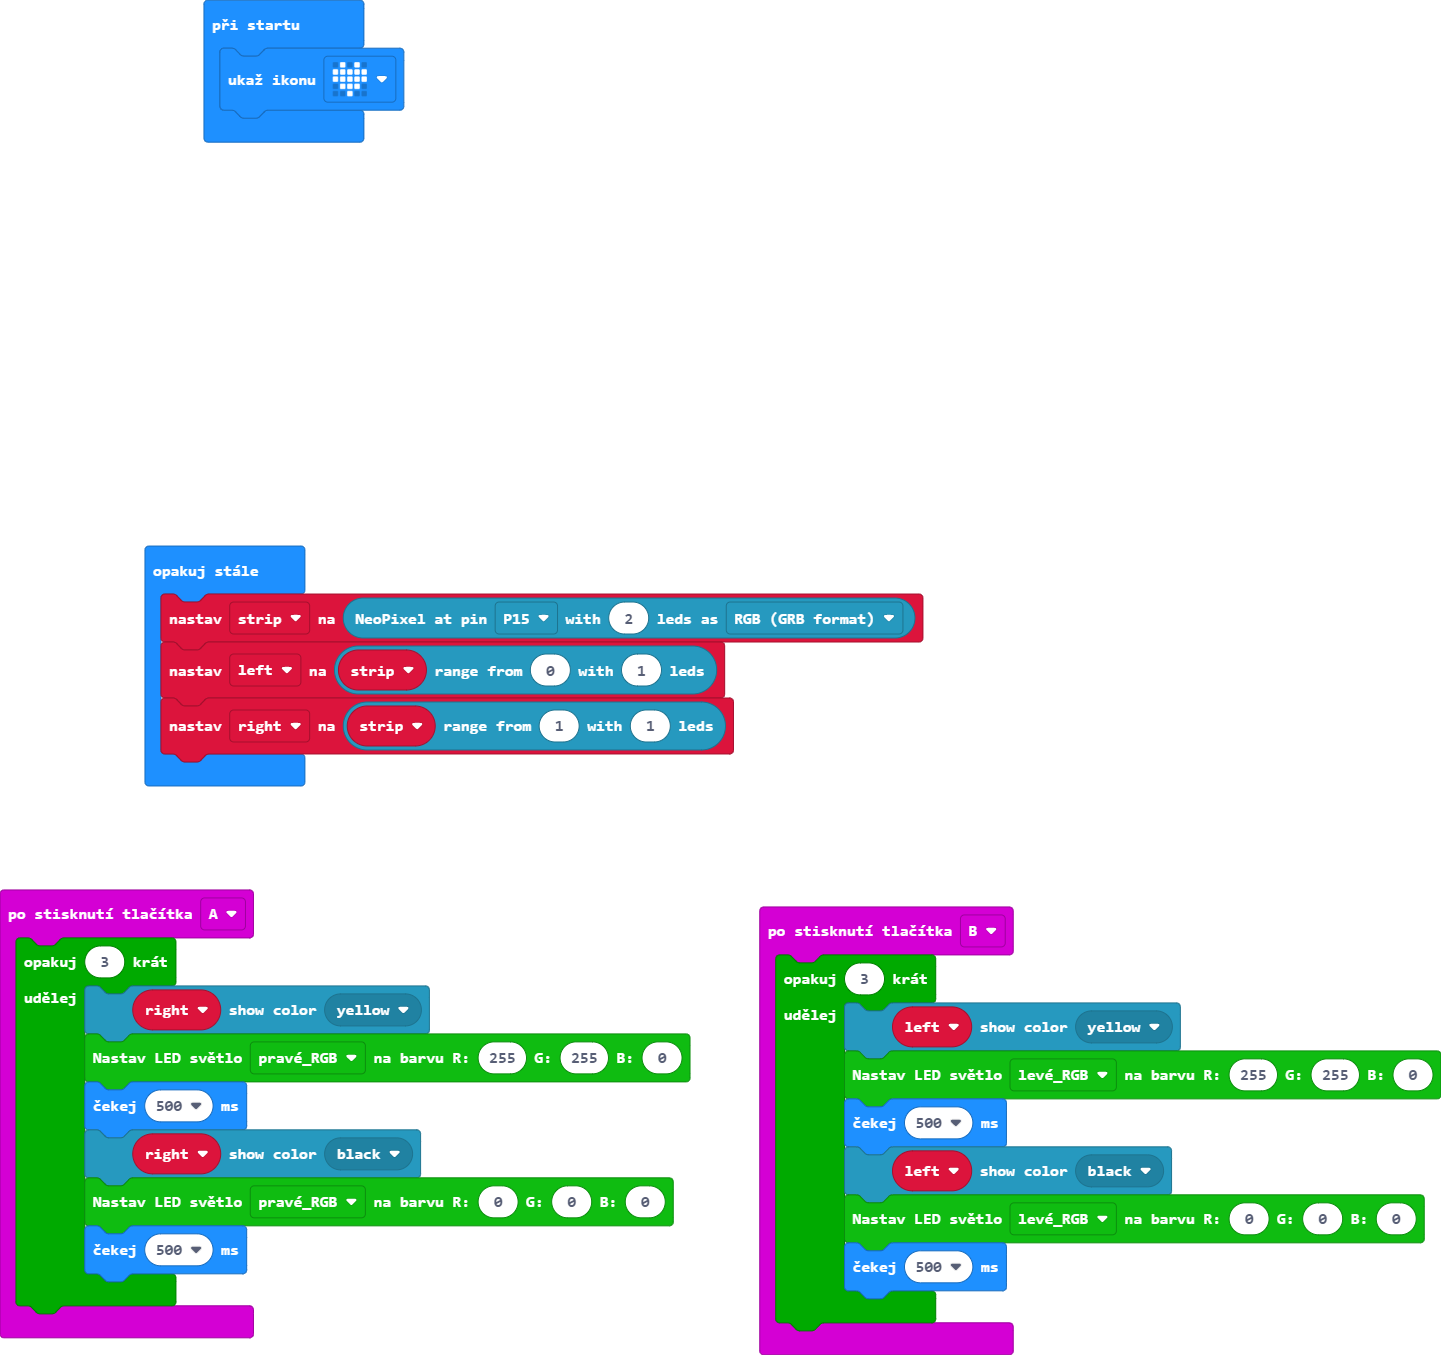 při startu
ukaž ikonu
opakuj stále
nastav strip na NeoPixel at pin P15 with 2 leds as RGB (GRB format)
nastav left na strip range from 0 with 1 leds
nastav right na strip range from 1 with 1 leds
po stisknutí tlačítka A
opakuj 3 krát
udělej
right show color yellow
Nastav LED světlo pravé_RGB na barvu R: 255 G: 255 B: 0
čekej 500 ms
right show color black
Nastav LED světlo pravé_RGB na barvu R: 0 G: 0 B: 0
čekej 500 ms
po stisknutí tlačítka B
opakuj 3 krát
udělej
left show color yellow
Nastav LED světlo levé_RGB na barvu R: 255 G: 255 B: 0
čekej 500 ms
left show color black
Nastav LED světlo levé_RGB na barvu R: 0 G: 0 B: 0
čekej 500 ms